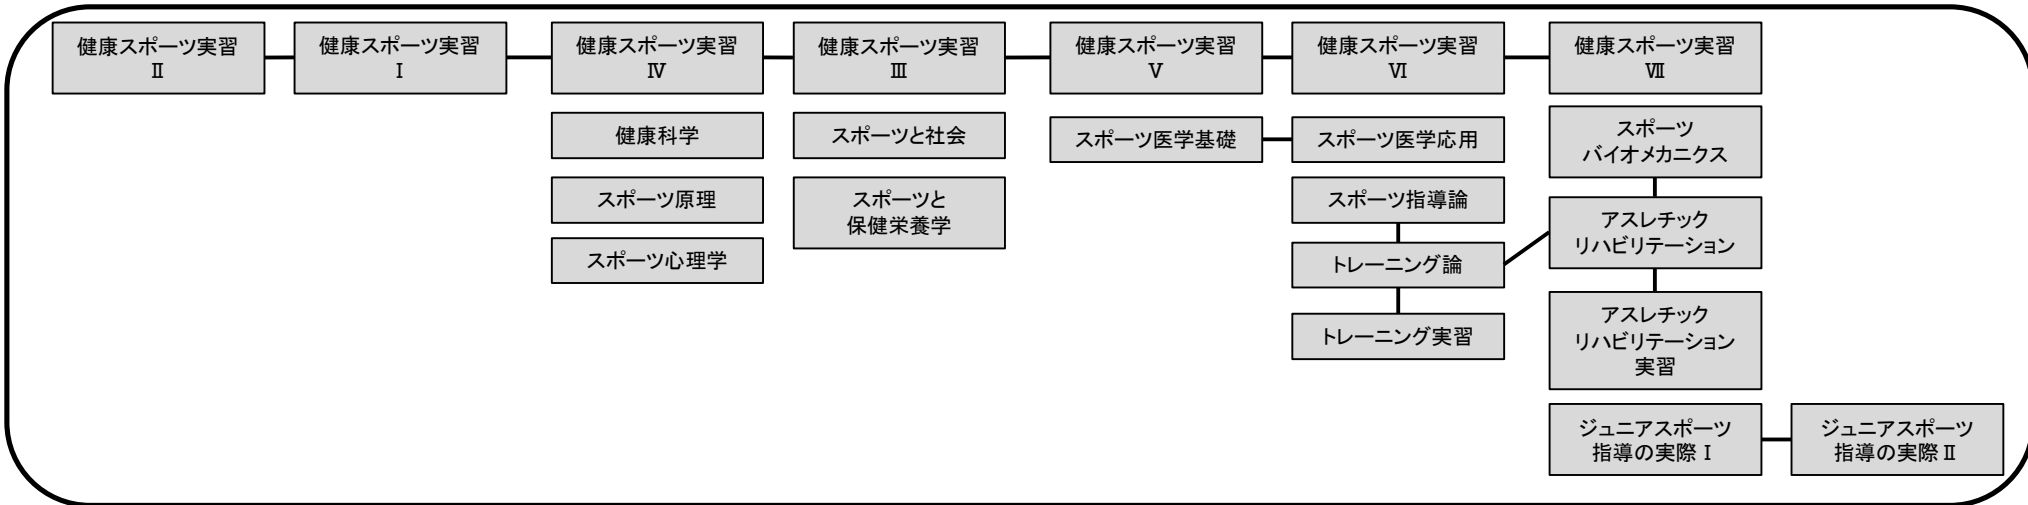 健康スポーツ実習
Ⅱ
健康スポーツ実習
Ⅰ
健康スポーツ実習
Ⅳ
健康スポーツ実習
Ⅲ
健康スポーツ実習
Ⅴ
健康スポーツ実習
Ⅵ
健康スポーツ実習
Ⅶ
健康科学
スポーツと社会
スポーツ医学基礎
スポーツ医学応用
スポーツ
バイオメカニクス
スポーツ原理
スポーツと
保健栄養学
スポーツ指導論
アスレチック
リハビリテーション
スポーツ心理学
トレーニング論
トレーニング実習
アスレチック
リハビリテーション
実習
ジュニアスポーツ
指導の実際Ⅰ
ジュニアスポーツ
指導の実際Ⅱ